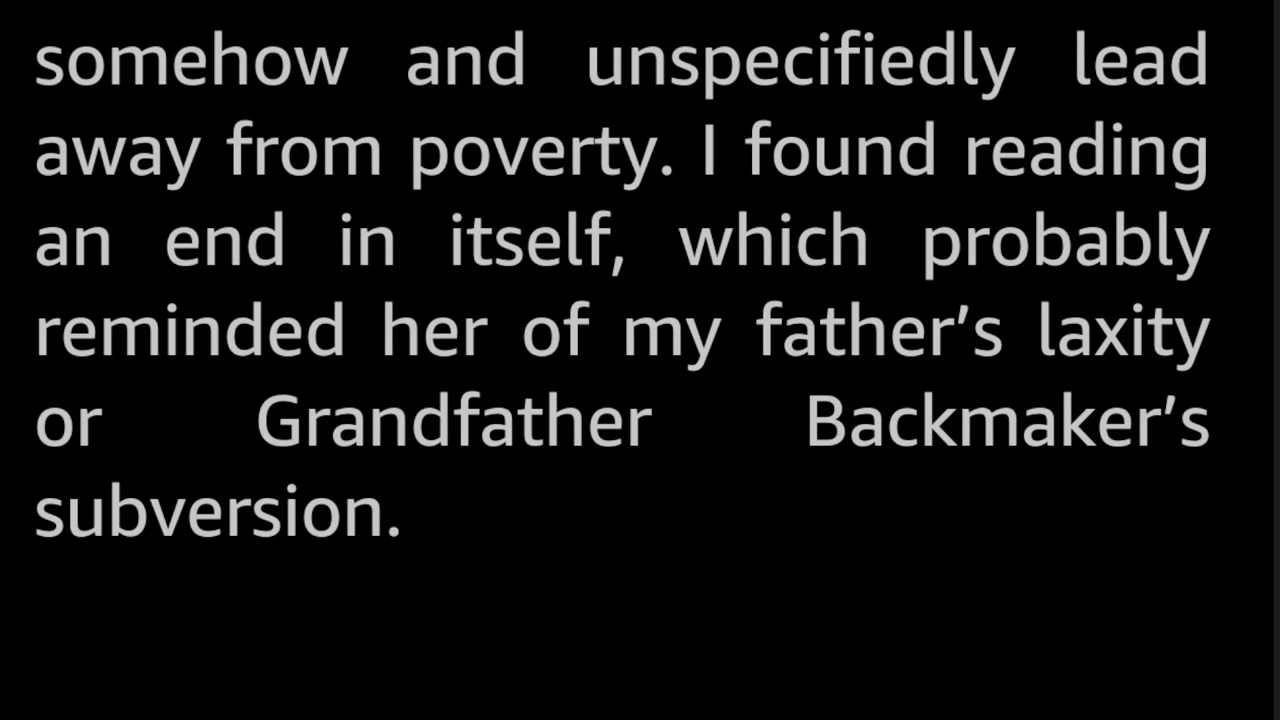 somehow and unspecifiedly lead
away from poverty. I found reading
an end in itself, which probably
reminded her of my father’s laxity
or Grandfather Backmaker’s
subversion.